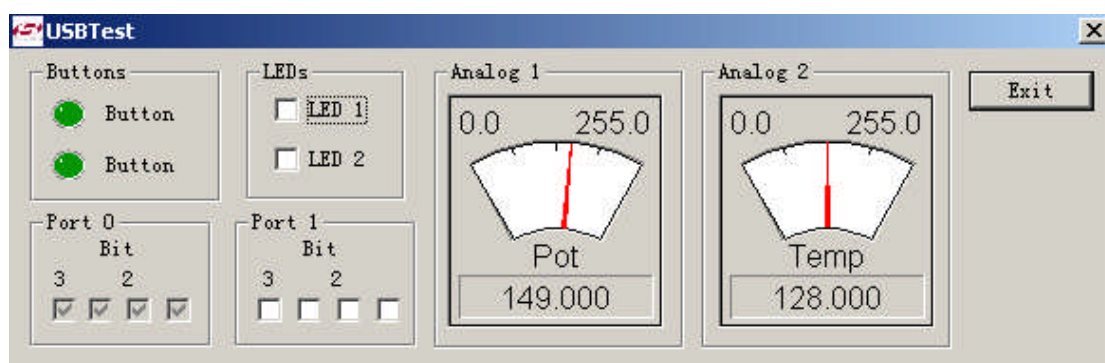 USBTest
Buttons
Button
Button
LEDs
LED 1
LED 2
Port 0
Bit
3 2
Port 1
Bit
3 2
Analog 1
0.0 255.0
Pot
149.000
Analog 2
0.0 255.0
Temp
128.000
Exit